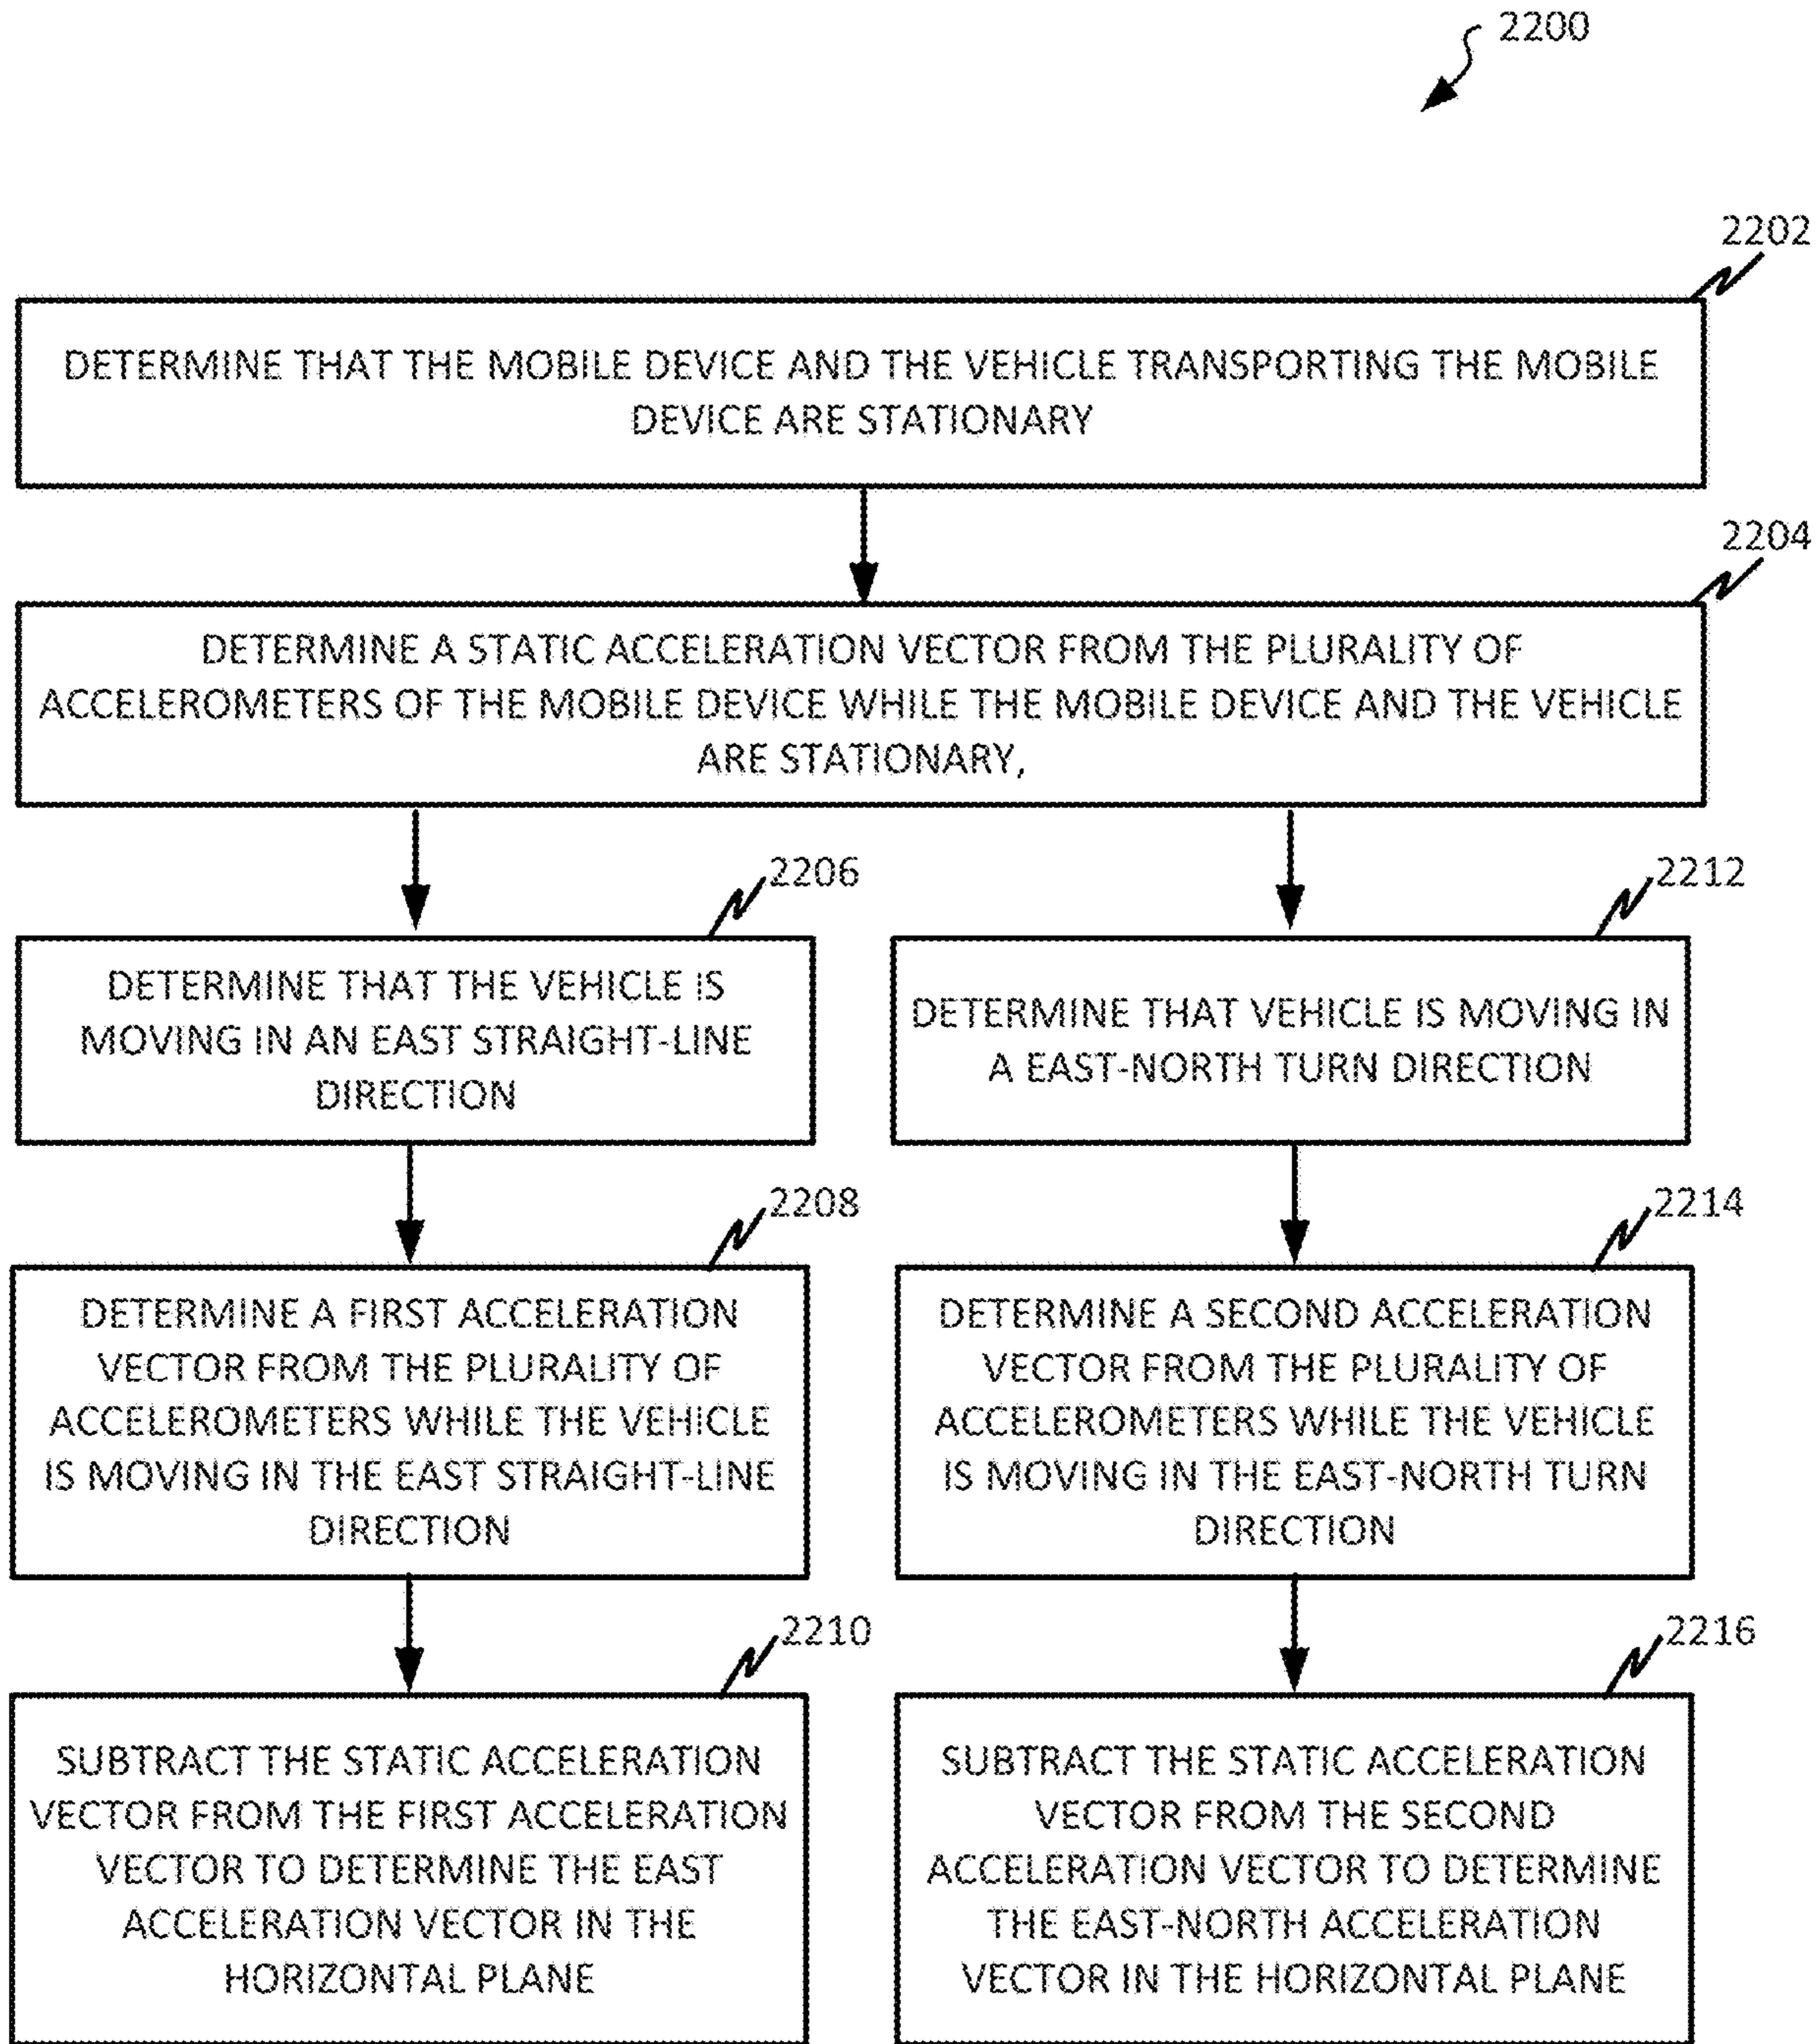 2200
2202
DETERMINE THAT THE MOBILE DEVICE AND THE VEHICLE TRANSPORTING THE MOBILE
DEVICE ARE STATIONARY
2204
DETERMINE A STATIC ACCELERATION VECTOR FROM THE PLURALITY OF
ACCELEROMETERS OF THE MOBILE DEVICE WHILE THE MOBILE DEVICE AND THE VEHICLE
ARE STATIONARY,
2206
DETERMINE THAT THE VEHICLE IS
MOVING IN AN EAST STRAIGHT-LINE
DIRECTION
2208
DETERMINE A FIRST ACCELERATION
VECTOR FROM THE PLURALITY OF
ACCELEROMETERS WHILE THE VEHICLE
IS MOVING IN THE EAST STRAIGHT-LINE
DIRECTION
2210
SUBTRACT THE STATIC ACCELERATION
VECTOR FROM THE FIRST ACCELERATION
VECTOR TO DETERMINE THE EAST
ACCELERATION VECTOR IN THE
HORIZONTAL PLANE
2212
DETERMINE THAT VEHICLE IS MOVING IN
A EAST-NORTH TURN DIRECTION
2214
DETERMINE A SECOND ACCELERATION
VECTOR FROM THE PLURALITY OF
ACCELEROMETERS WHILE THE VEHICLE
IS MOVING IN THE EAST-NORTH TURN
DIRECTION
2216
SUBTRACT THE STATIC ACCELERATION
VECTOR FROM THE SECOND
ACCELERATION VECTOR TO DETERMINE
THE EAST-NORTH ACCELERATION
VECTOR IN THE HORIZONTAL PLANE